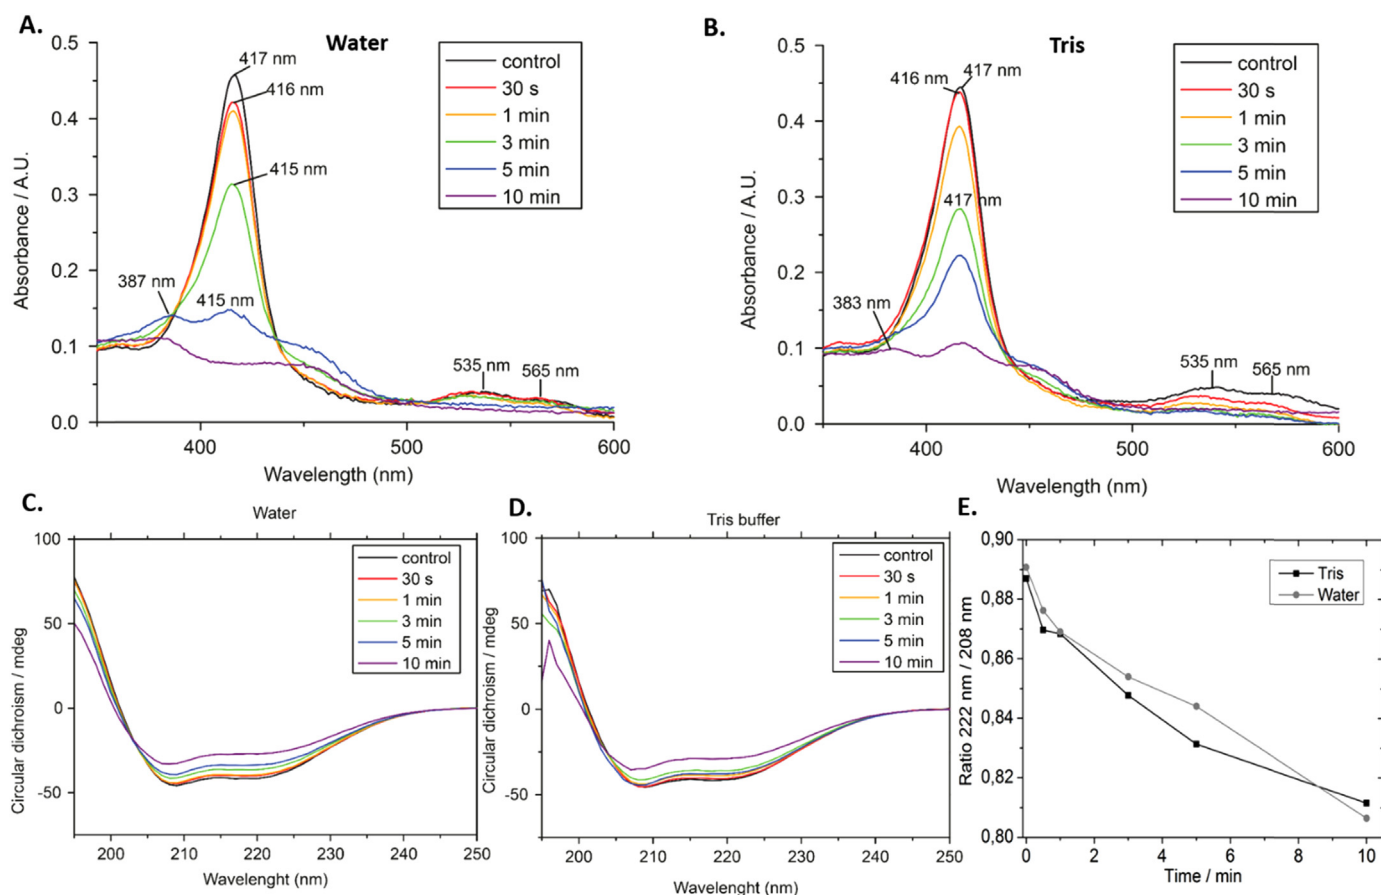 A.
Water
0.5
0.4
0.3
0.2
0.1
0.0
400
500
600
Absorbance / A.U.
Wavelength (nm)
417 nm
416 nm
415 nm
387 nm
415 nm
535 nm
565 nm
control
30 s
1 min
3 min
5 min
10 min
B.
Tris
0.5
0.4
0.3
0.2
0.1
0.0
400
500
600
Absorbance / A.U.
Wavelength (nm)
416 nm
417 nm
417 nm
383 nm
535 nm
565 nm
control
30 s
1 min
3 min
5 min
10 min
C.
Water
100
50
0
-50
200
210
220
230
240
250
Circular dichroism / mdeg
Wavelenght (nm)
control
30 s
1 min
3 min
5 min
10 min
D.
Tris buffer
100
50
0
-50
200
210
220
230
240
250
Circular dichroism / mdeg
Wavelenght (nm)
control
30 s
1 min
3 min
5 min
10 min
E.
0,90
0,88
0,86
0,84
0,82
0,80
0
2
4
6
8
10
Ratio 222 nm / 208 nm
Time / min
Tris
Water